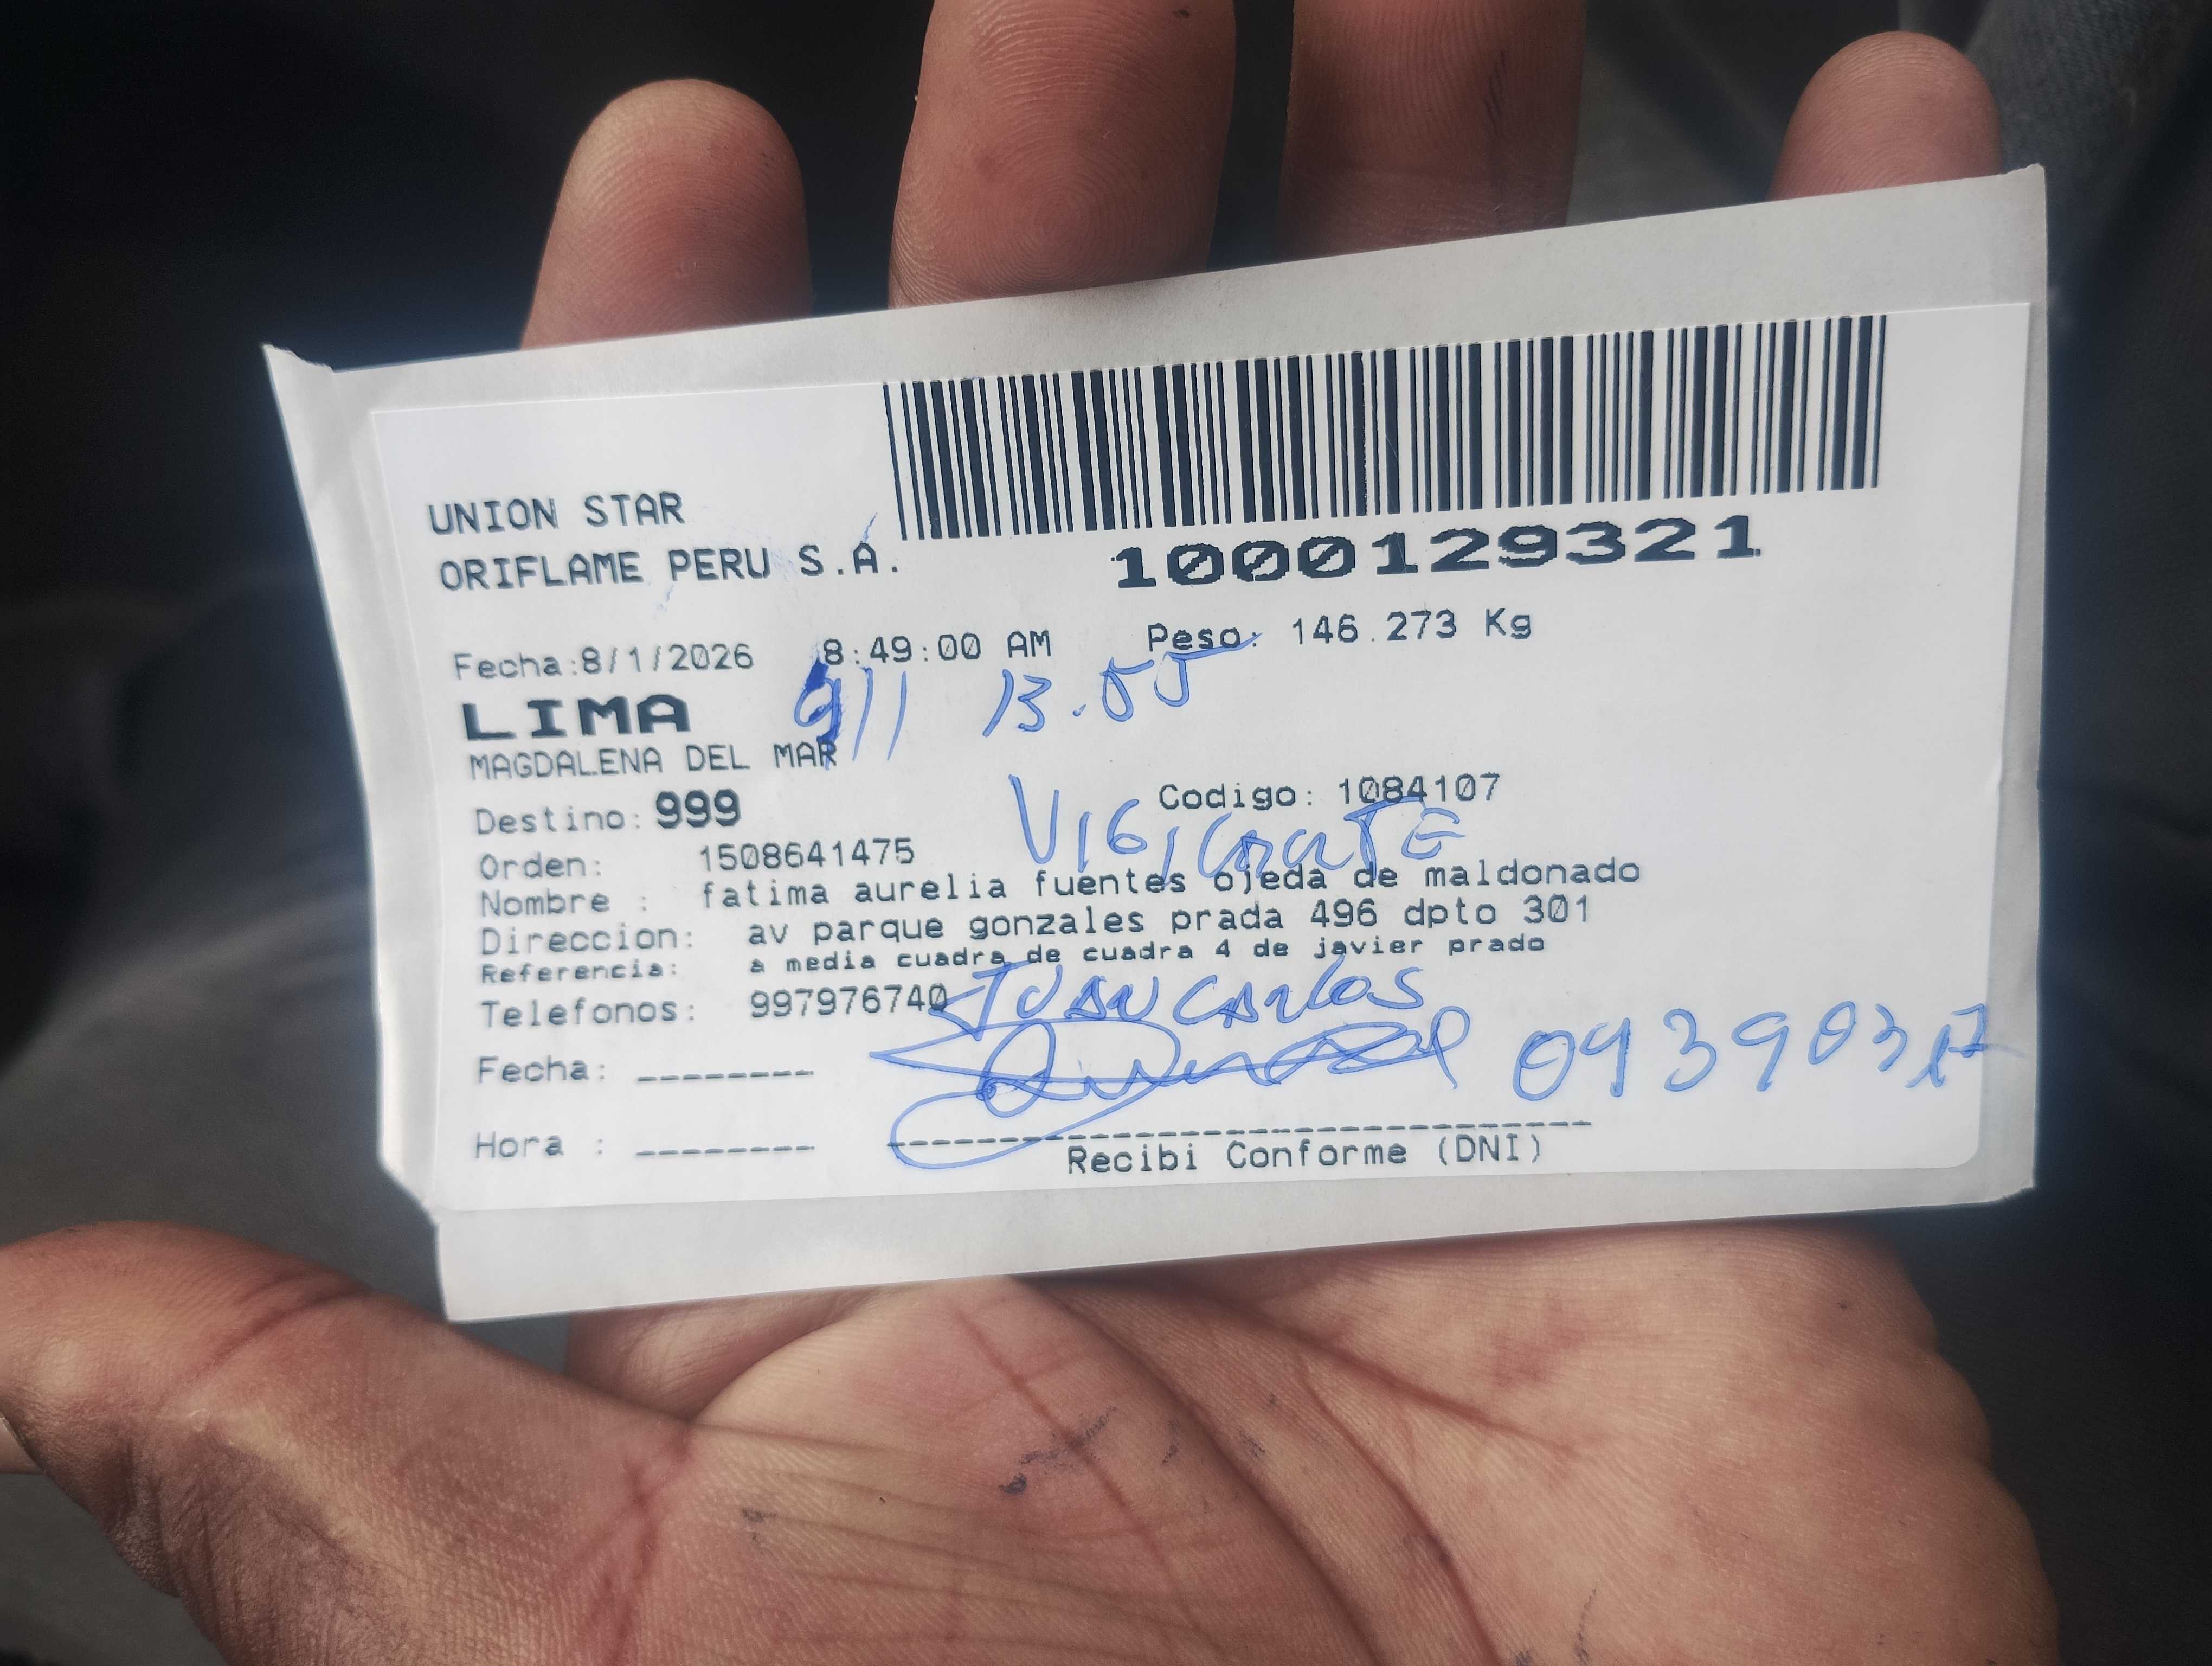 UNION STAR
ORIFLAME PERU S.A.
1000129321
Fecha:8/1/2026 8:49:00 AM Peso: 146.273 Kg
LIMA 9/1 13.55
MAGDALENA DEL MAR
Destino: 999 Codigo: 1084107
VIGILANTE
Orden: 1508641475
Nombre : fatima aurelia fuentes ojeda de maldonado
Direccion: av parque gonzales prada 496 dpto 301
Referencia: a media cuadra de cuadra 4 de javier prado
Telefonos: 997976740 JUAN CARLOS
Fecha: --------
Hora : --------
Recibi Conforme (DNI)